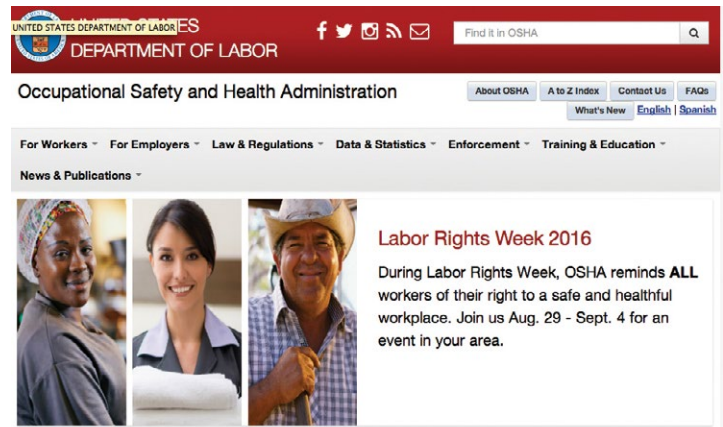 UNITED STATES DEPARTMENT OF LABOR ES
DEPARTMENT OF LABOR
Find it in OSHA
Occupational Safety and Health Administration
About OSHA A to Z Index Contact Us FAQs
What's New English | Spanish
For Workers For Employers Law & Regulations Data & Statistics Enforcement Training & Education
News & Publications
Labor Rights Week 2016
During Labor Rights Week, OSHA reminds ALL
workers of their right to a safe and healthful
workplace. Join us Aug. 29 - Sept. 4 for an
event in your area.